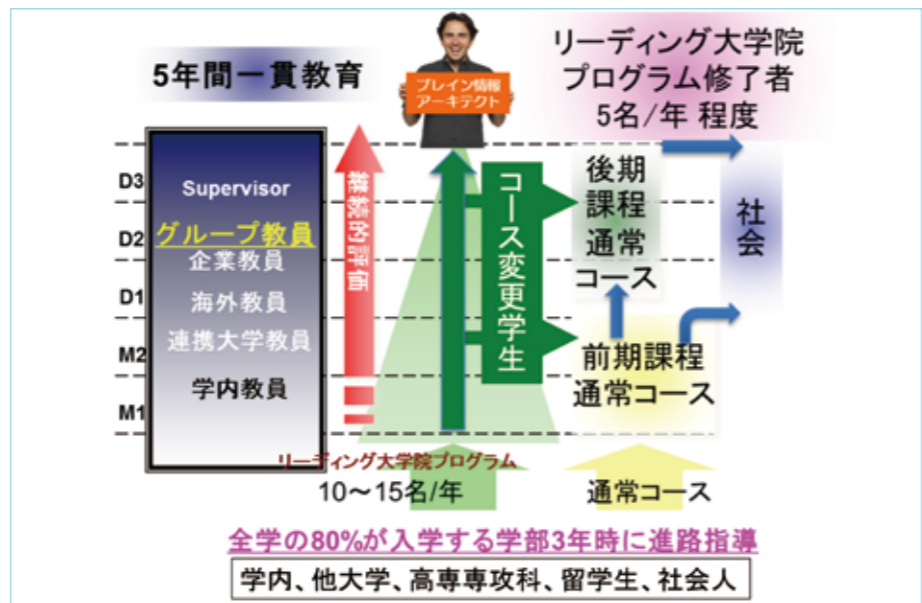 5年間一貫教育
ブレイン情報
アーキテクト
リーディング大学院
プログラム修了者
5名/年 程度
D3
D2
D1
M2
M1
Supervisor
グループ教員
企業教員
海外教員
連携大学教員
学内教員
継続的評価
コース変更学生
後期
課程
通常
コース
社会
前期課程
通常コース
リーディング大学院プログラム
10〜15名/年
通常コース
全学の80%が入学する学部3年時に進路指導
学内、他大学、高専専攻科、留学生、社会人